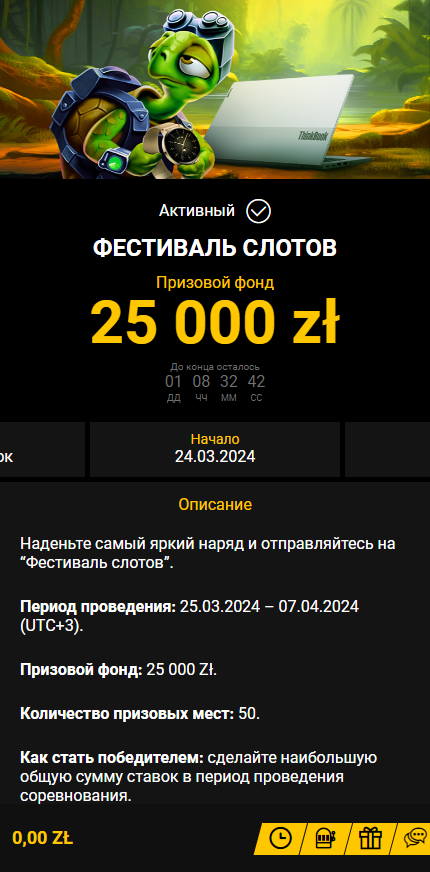 ThinkBook
Активный
ФЕСТИВАЛЬ СЛОТОВ
Призовой фонд
25 000 zł
До конца осталось
01 08 32 42
ДД ЧЧ ММ СС
ок
Начало
24.03.2024
Описание
Наденьте самый яркий наряд и отправляйтесь на
“Фестиваль слотов”.
Период проведения: 25.03.2024 – 07.04.2024
(UTC+3).
Призовой фонд: 25 000 Zł.
Количество призовых мест: 50.
Как стать победителем: сделайте наибольшую
общую сумму ставок в период проведения
соревнования.
0,00 ZŁ